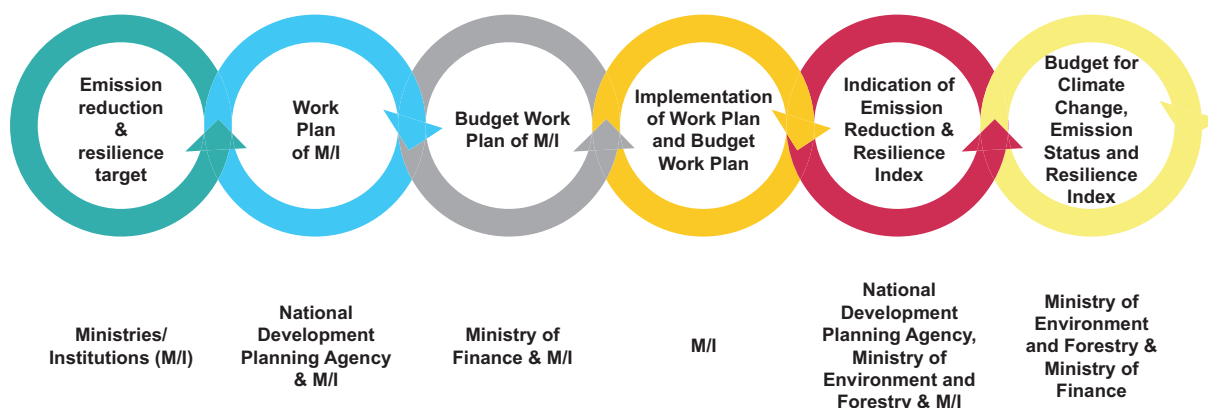 Emission
reduction
&
resilience
target
Work
Plan
of M/I
Budget Work
Plan of M/I
Implementation
of Work Plan
and Budget
Work Plan
Indication of
Emission
Reduction &
Resilience
Index
Budget for
Climate
Change,
Emission
Status and
Resilience
Index
Ministries/
Institutions (M/I)
National
Development
Planning Agency
& M/I
Ministry of
Finance & M/I
M/I
National
Development
Planning Agency,
Ministry of
Environment and
Forestry & M/I
Ministry of
Environment
and Forestry &
Ministry of
Finance